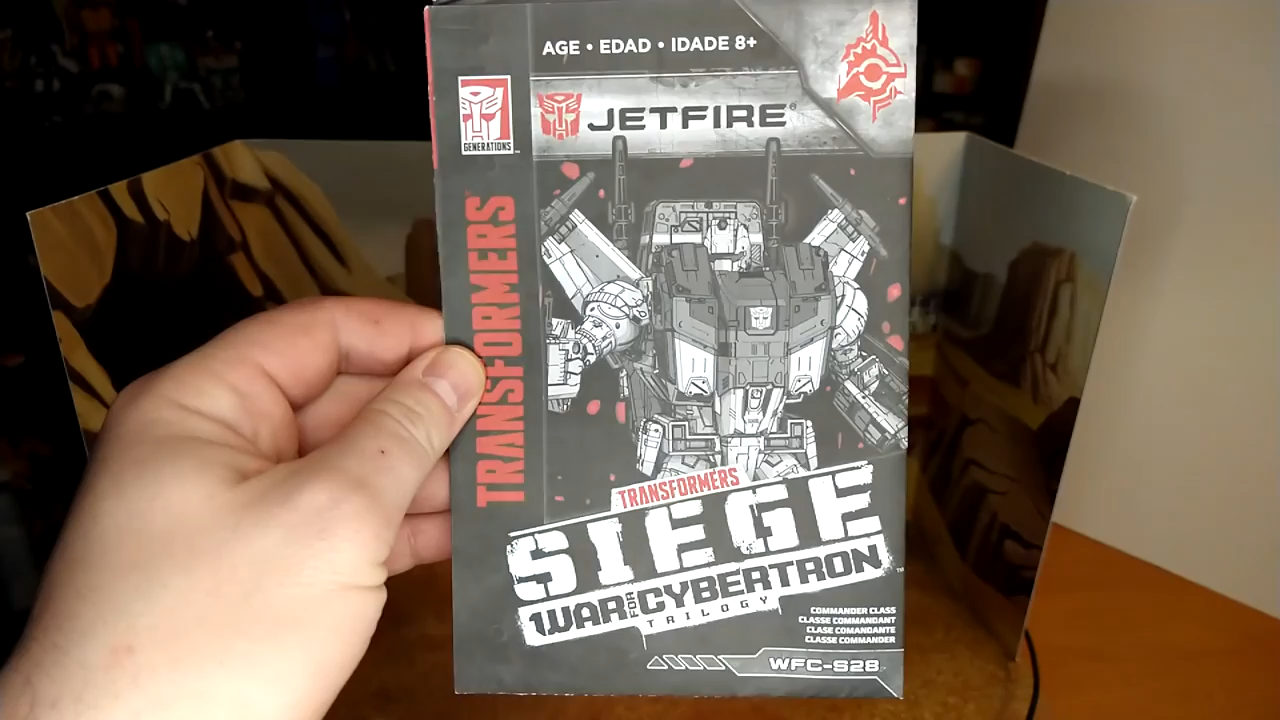 AGE • EDAD • IDADE 8+
GENERATIONS
JETFIRE®
TRANSFORMERS
TRANSFORMERS
SIEGE
WAR FOR CYBERTRON
TRILOGY
COMMANDER CLASS
CLASSE COMMANDANT
CLASE COMANDANTE
CLASSE COMMANDER
WFC-S28